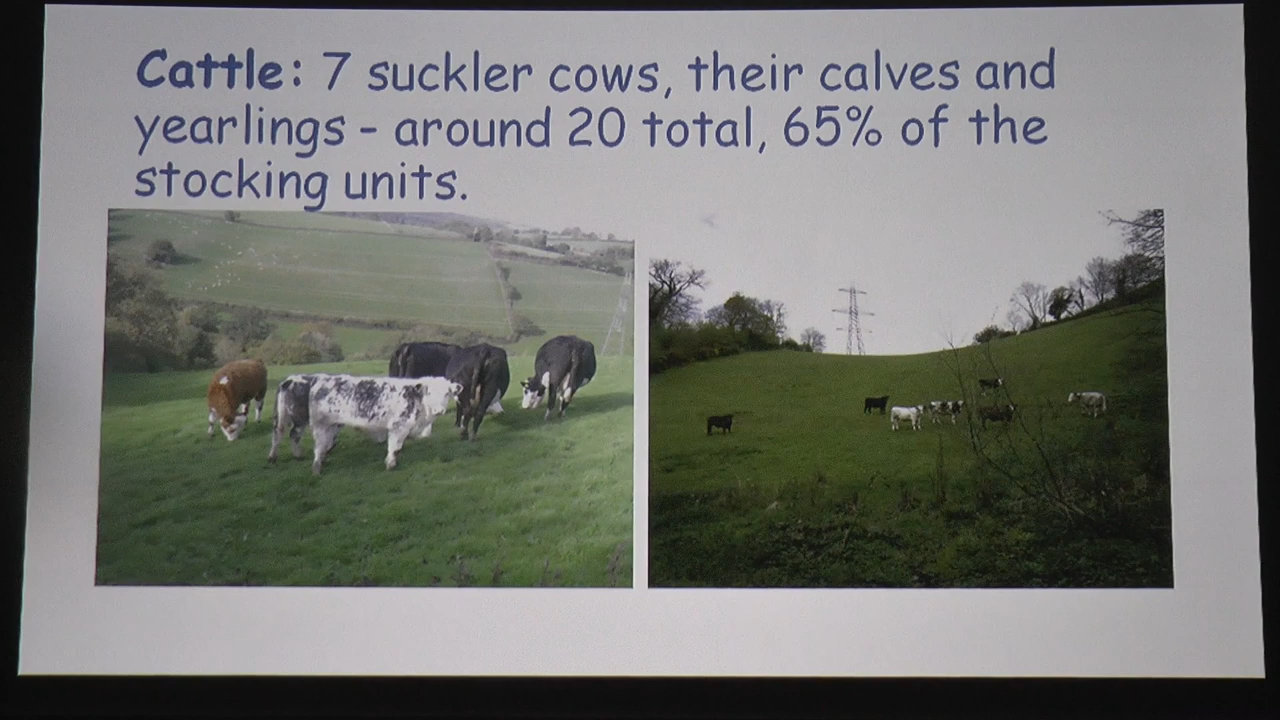 Cattle: 7 suckler cows, their calves and
yearlings - around 20 total, 65% of the
stocking units.